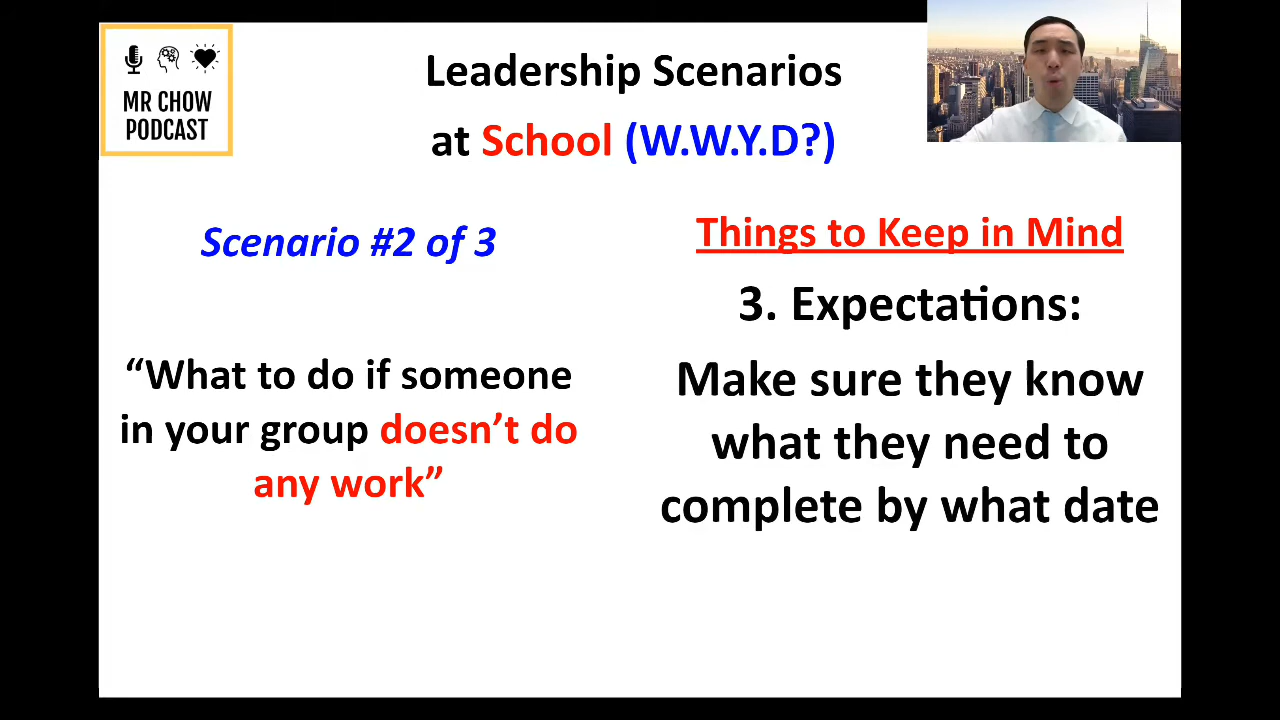 MR CHOW
PODCAST
Leadership Scenarios
at School (W.W.Y.D?)
Scenario #2 of 3
“What to do if someone
in your group doesn’t do
any work”
Things to Keep in Mind
3. Expectations:
Make sure they know
what they need to
complete by what date